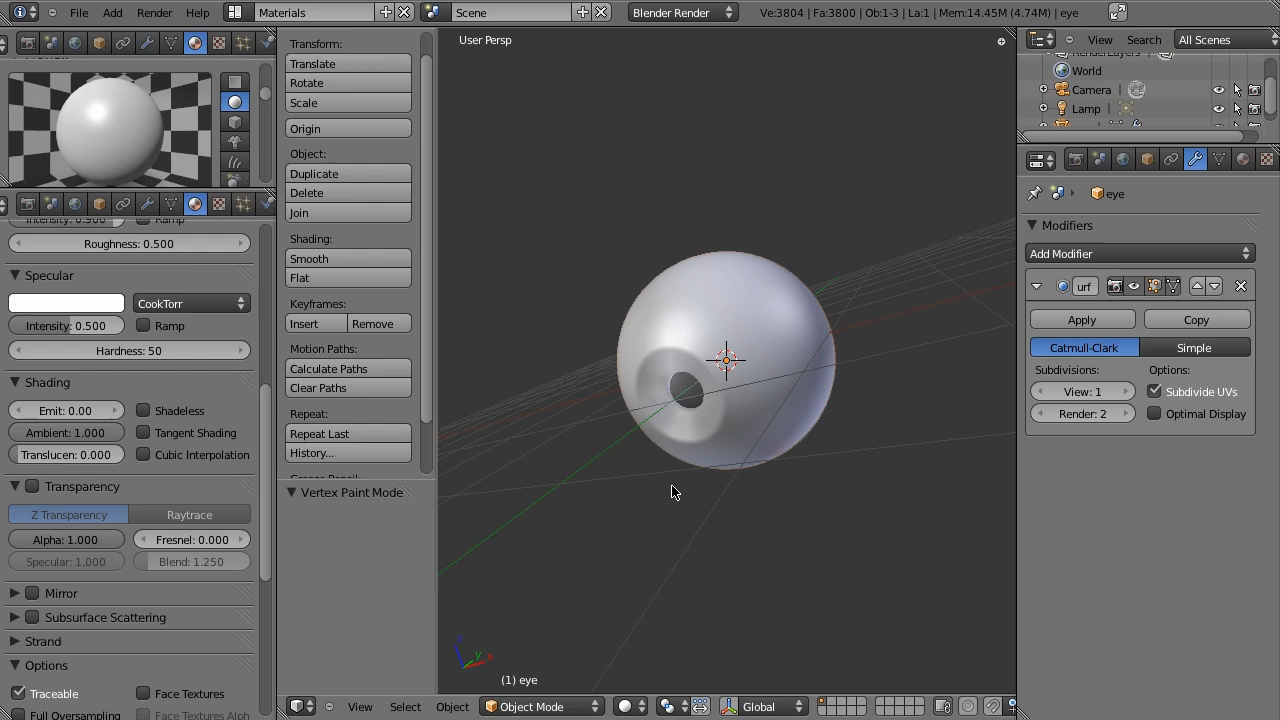 File Add Render Help Materials Scene Blender Render Ve:3804 | Fa:3800 | Ob:1-3 | La:1 | Mem:14.45M (4.74M) | eye
User Persp
View Search All Scenes
World
Camera
Lamp
Transform:
Translate
Rotate
Scale
Origin
Object:
Duplicate
Delete
Join
Shading:
Smooth
Flat
Keyframes:
Insert Remove
Motion Paths:
Calculate Paths
Clear Paths
Repeat:
Repeat Last
History...
Vertex Paint Mode
Intensity: 0.900 Ramp
Roughness: 0.500
Specular
CookTorr
Intensity: 0.500 Ramp
Hardness: 50
Shading
Emit: 0.00 Shadeless
Ambient: 1.000 Tangent Shading
Translucen: 0.000 Cubic Interpolation
Transparency
Z Transparency Raytrace
Alpha: 1.000 Fresnel: 0.000
Specular: 1.000 Blend: 1.250
Mirror
Subsurface Scattering
Strand
Options
Traceable Face Textures
Full Oversampling Face Textures Alph
eye
Modifiers
Add Modifier
urf
Apply Copy
Catmull-Clark Simple
Subdivisions: Options:
View: 1 Subdivide UVs
Render: 2 Optimal Display
z
y
x
(1) eye
View Select Object Object Mode Global